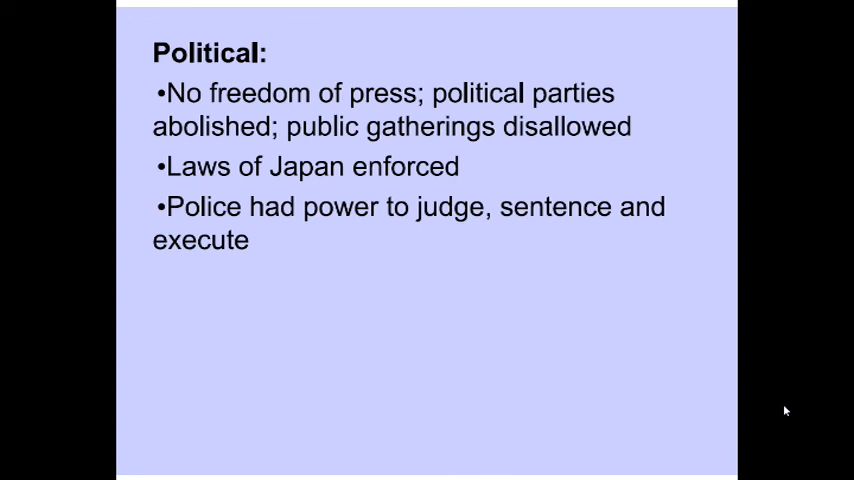 Political:
•No freedom of press; political parties
abolished; public gatherings disallowed
•Laws of Japan enforced
•Police had power to judge, sentence and
execute